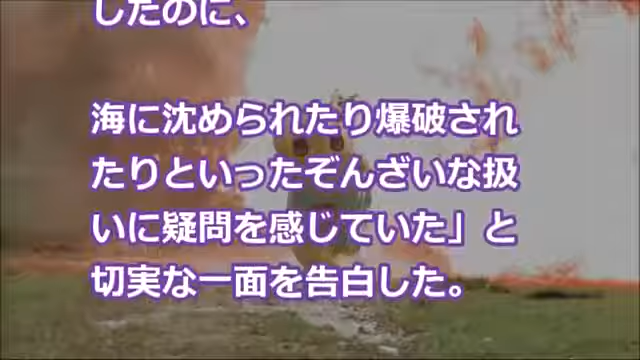 したのに、
海に沈められたり爆破され
たりといったぞんざいな扱
いに疑問を感じていた」と
切実な一面を告白した。